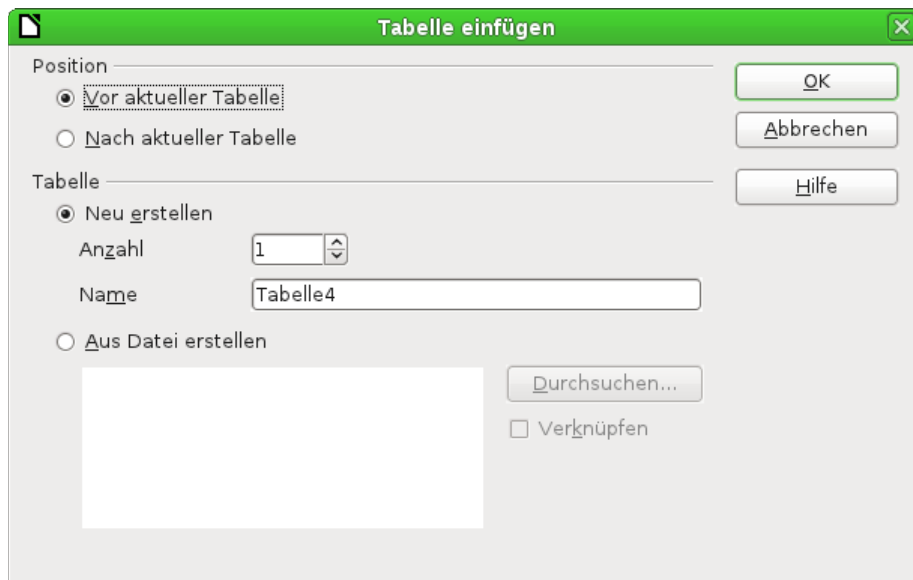 Tabelle einfügen
Position
Vor aktueller Tabelle
Nach aktueller Tabelle
Tabelle
Neu erstellen
Anzahl 1
Name Tabelle4
Aus Datei erstellen
Durchsuchen...
Verknüpfen
OK
Abbrechen
Hilfe